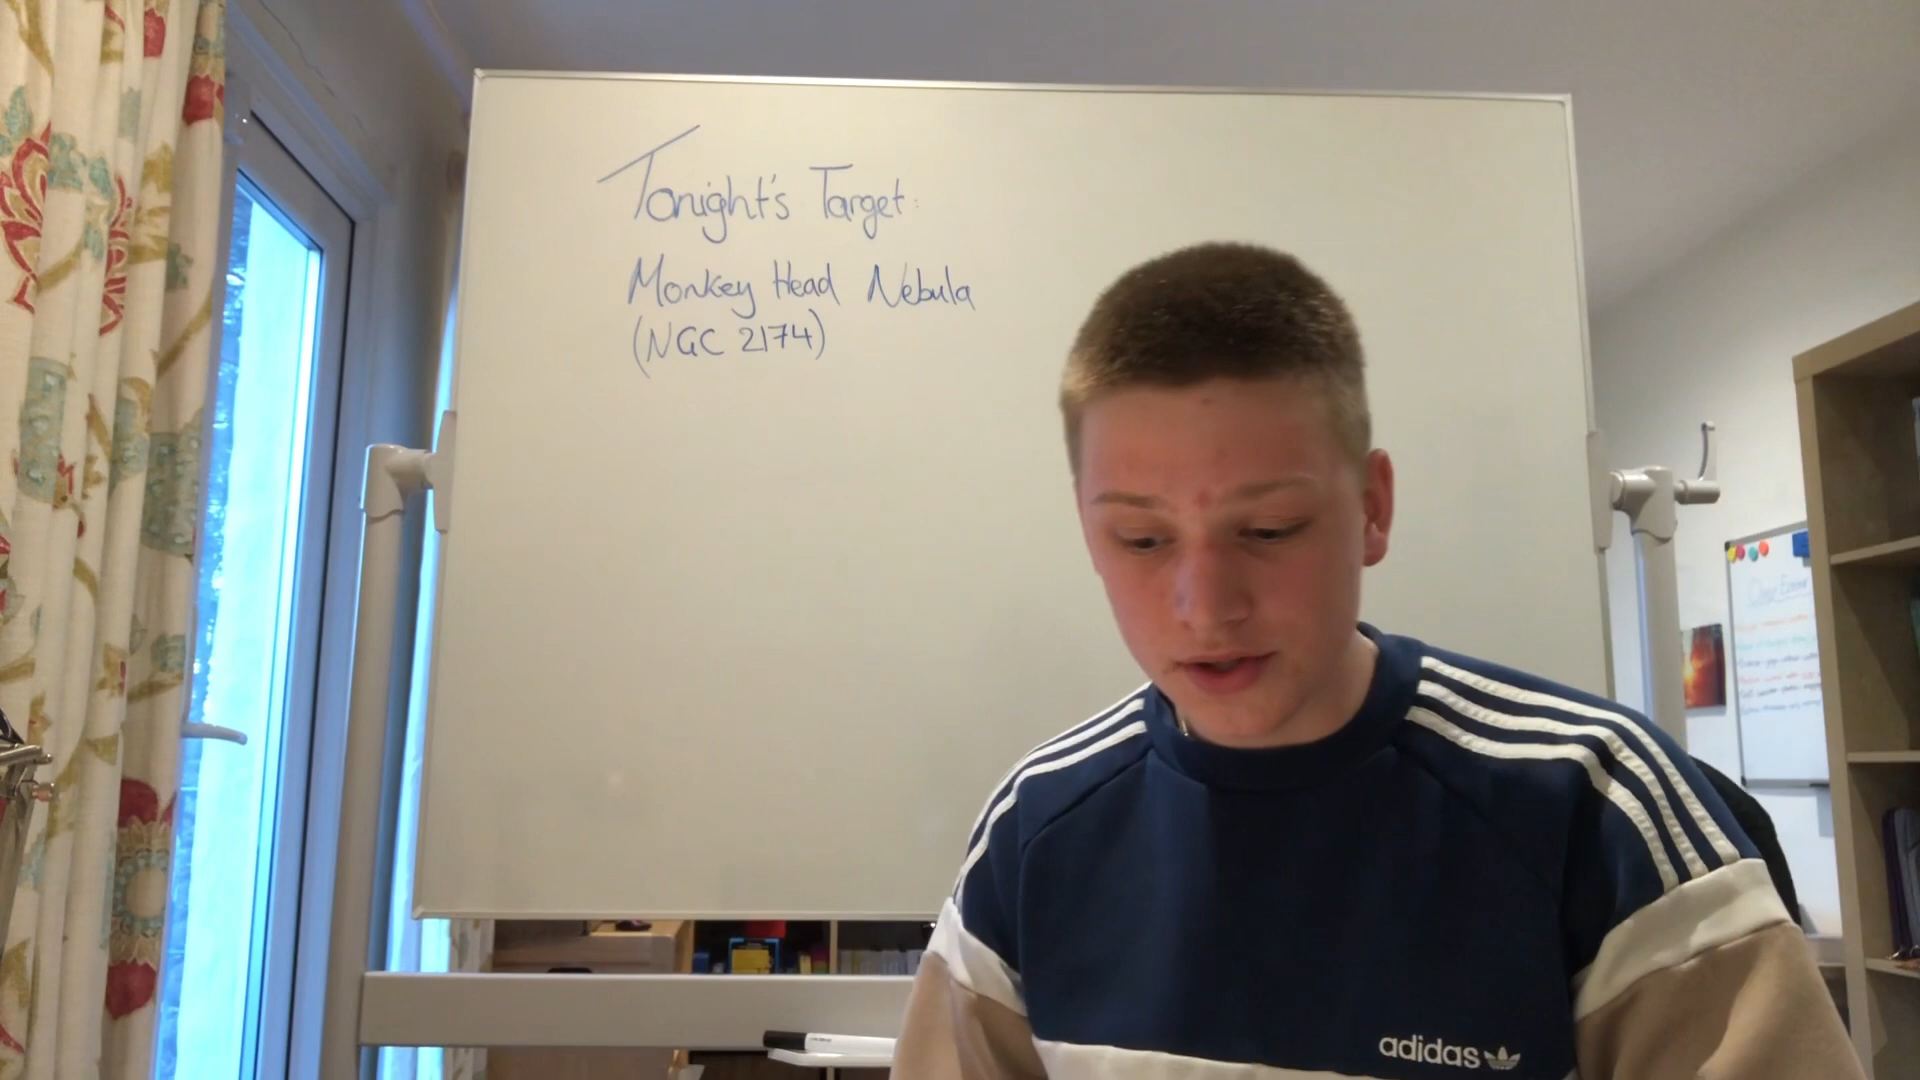 Tonight's Target:
Monkey Head Nebula
(NGC 2174)
adidas